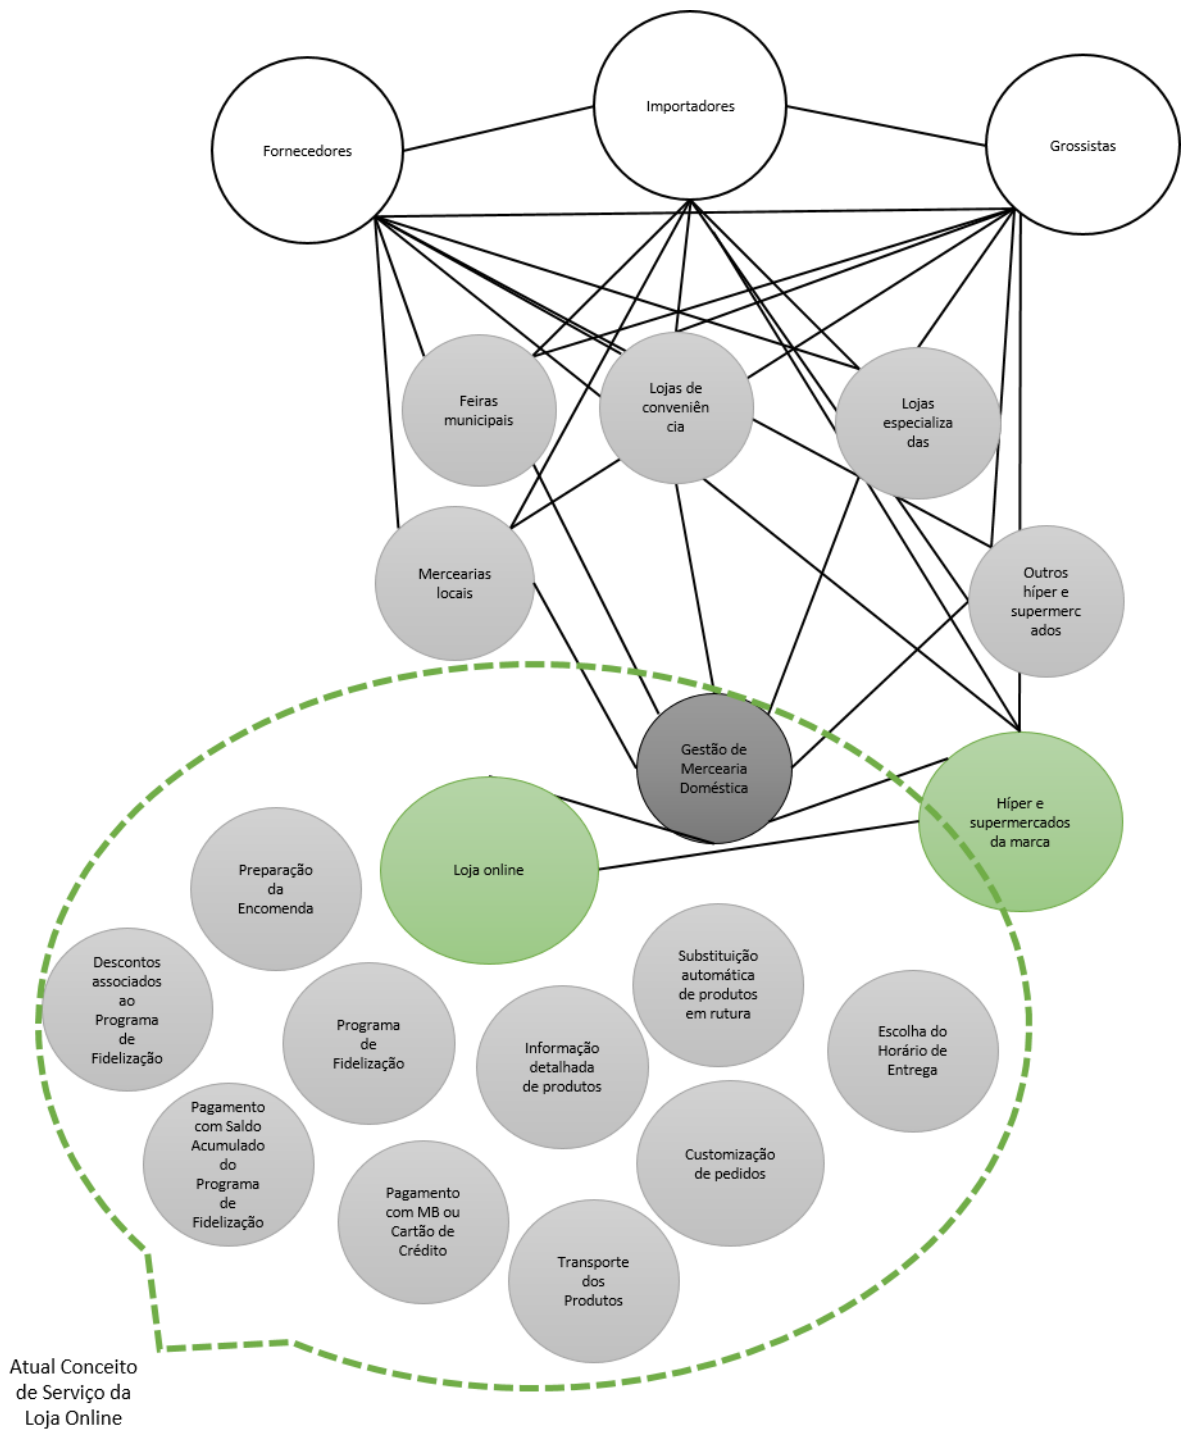 Importadores
Fornecedores
Grossistas
Feiras
municipais
Lojas de
conveniên
cia
Lojas
especializa
das
Mercearias
locais
Outros
híper e
supermerc
ados
Gestão de
Mercearia
Doméstica
Híper e
supermercados
da marca
Loja online
Preparação
da
Encomenda
Descontos
associados
ao
Programa
de
Fidelização
Programa
de
Fidelização
Informação
detalhada
de produtos
Substituição
automática
de produtos
em rutura
Escolha do
Horário de
Entrega
Pagamento
com Saldo
Acumulado
do
Programa
de
Fidelização
Pagamento
com MB ou
Cartão de
Crédito
Customização
de pedidos
Transporte
dos
Produtos
Atual Conceito
de Serviço da
Loja Online